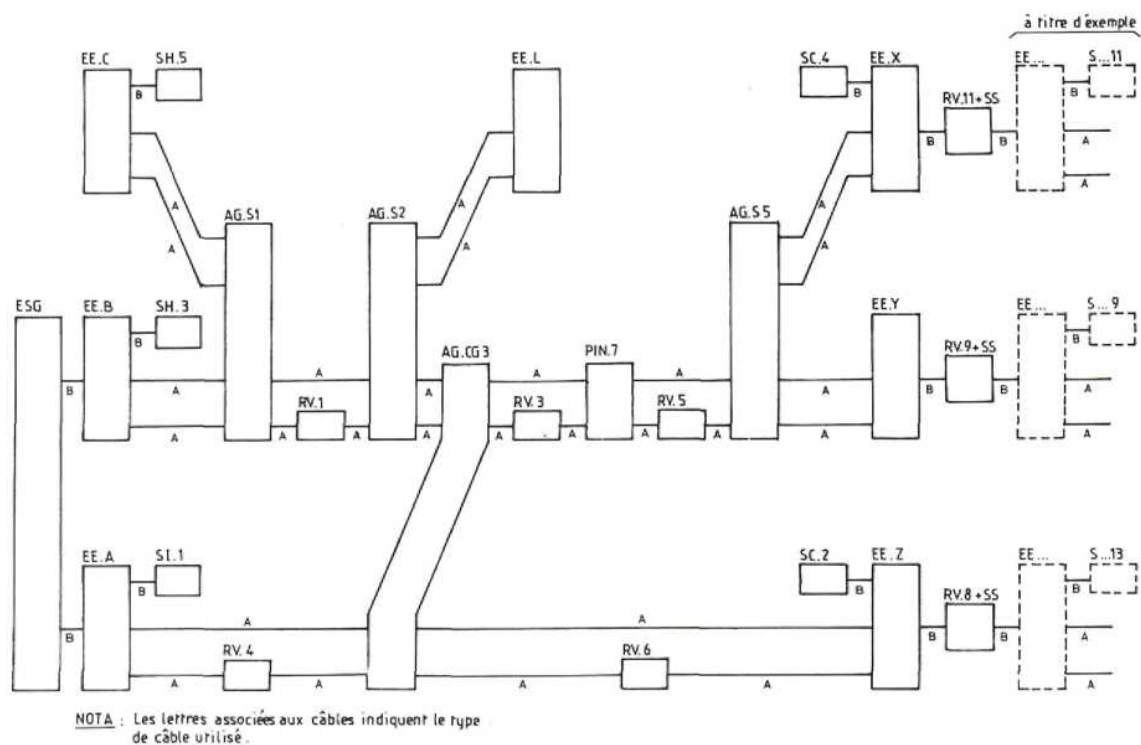 à titre d'exemple
EE.C
SH.5
EE.L
SC.4
EE.X
EE...
S...11
B
B
RV.11+SS
B
B
B
A
A
A
A
A
A
A
A
AG.S1
AG.S2
AG.S5
ESG
EE.B
SH.3
EE.Y
EE...
S...9
B
AG.CG3
PIN.7
RV.9+SS
B
B
A
A
A
A
A
A
B
B
A
RV.1
RV.3
RV.5
A
A
A
A
A
A
A
A
A
A
EE.A
SI.1
SC.2
EE.Z
EE...
S...13
B
B
B
RV.8+SS
B
A
A
B
B
A
RV.4
RV.6
A
A
A
A
A
NOTA : Les lettres associées aux câbles indiquent le type
de câble utilisé.